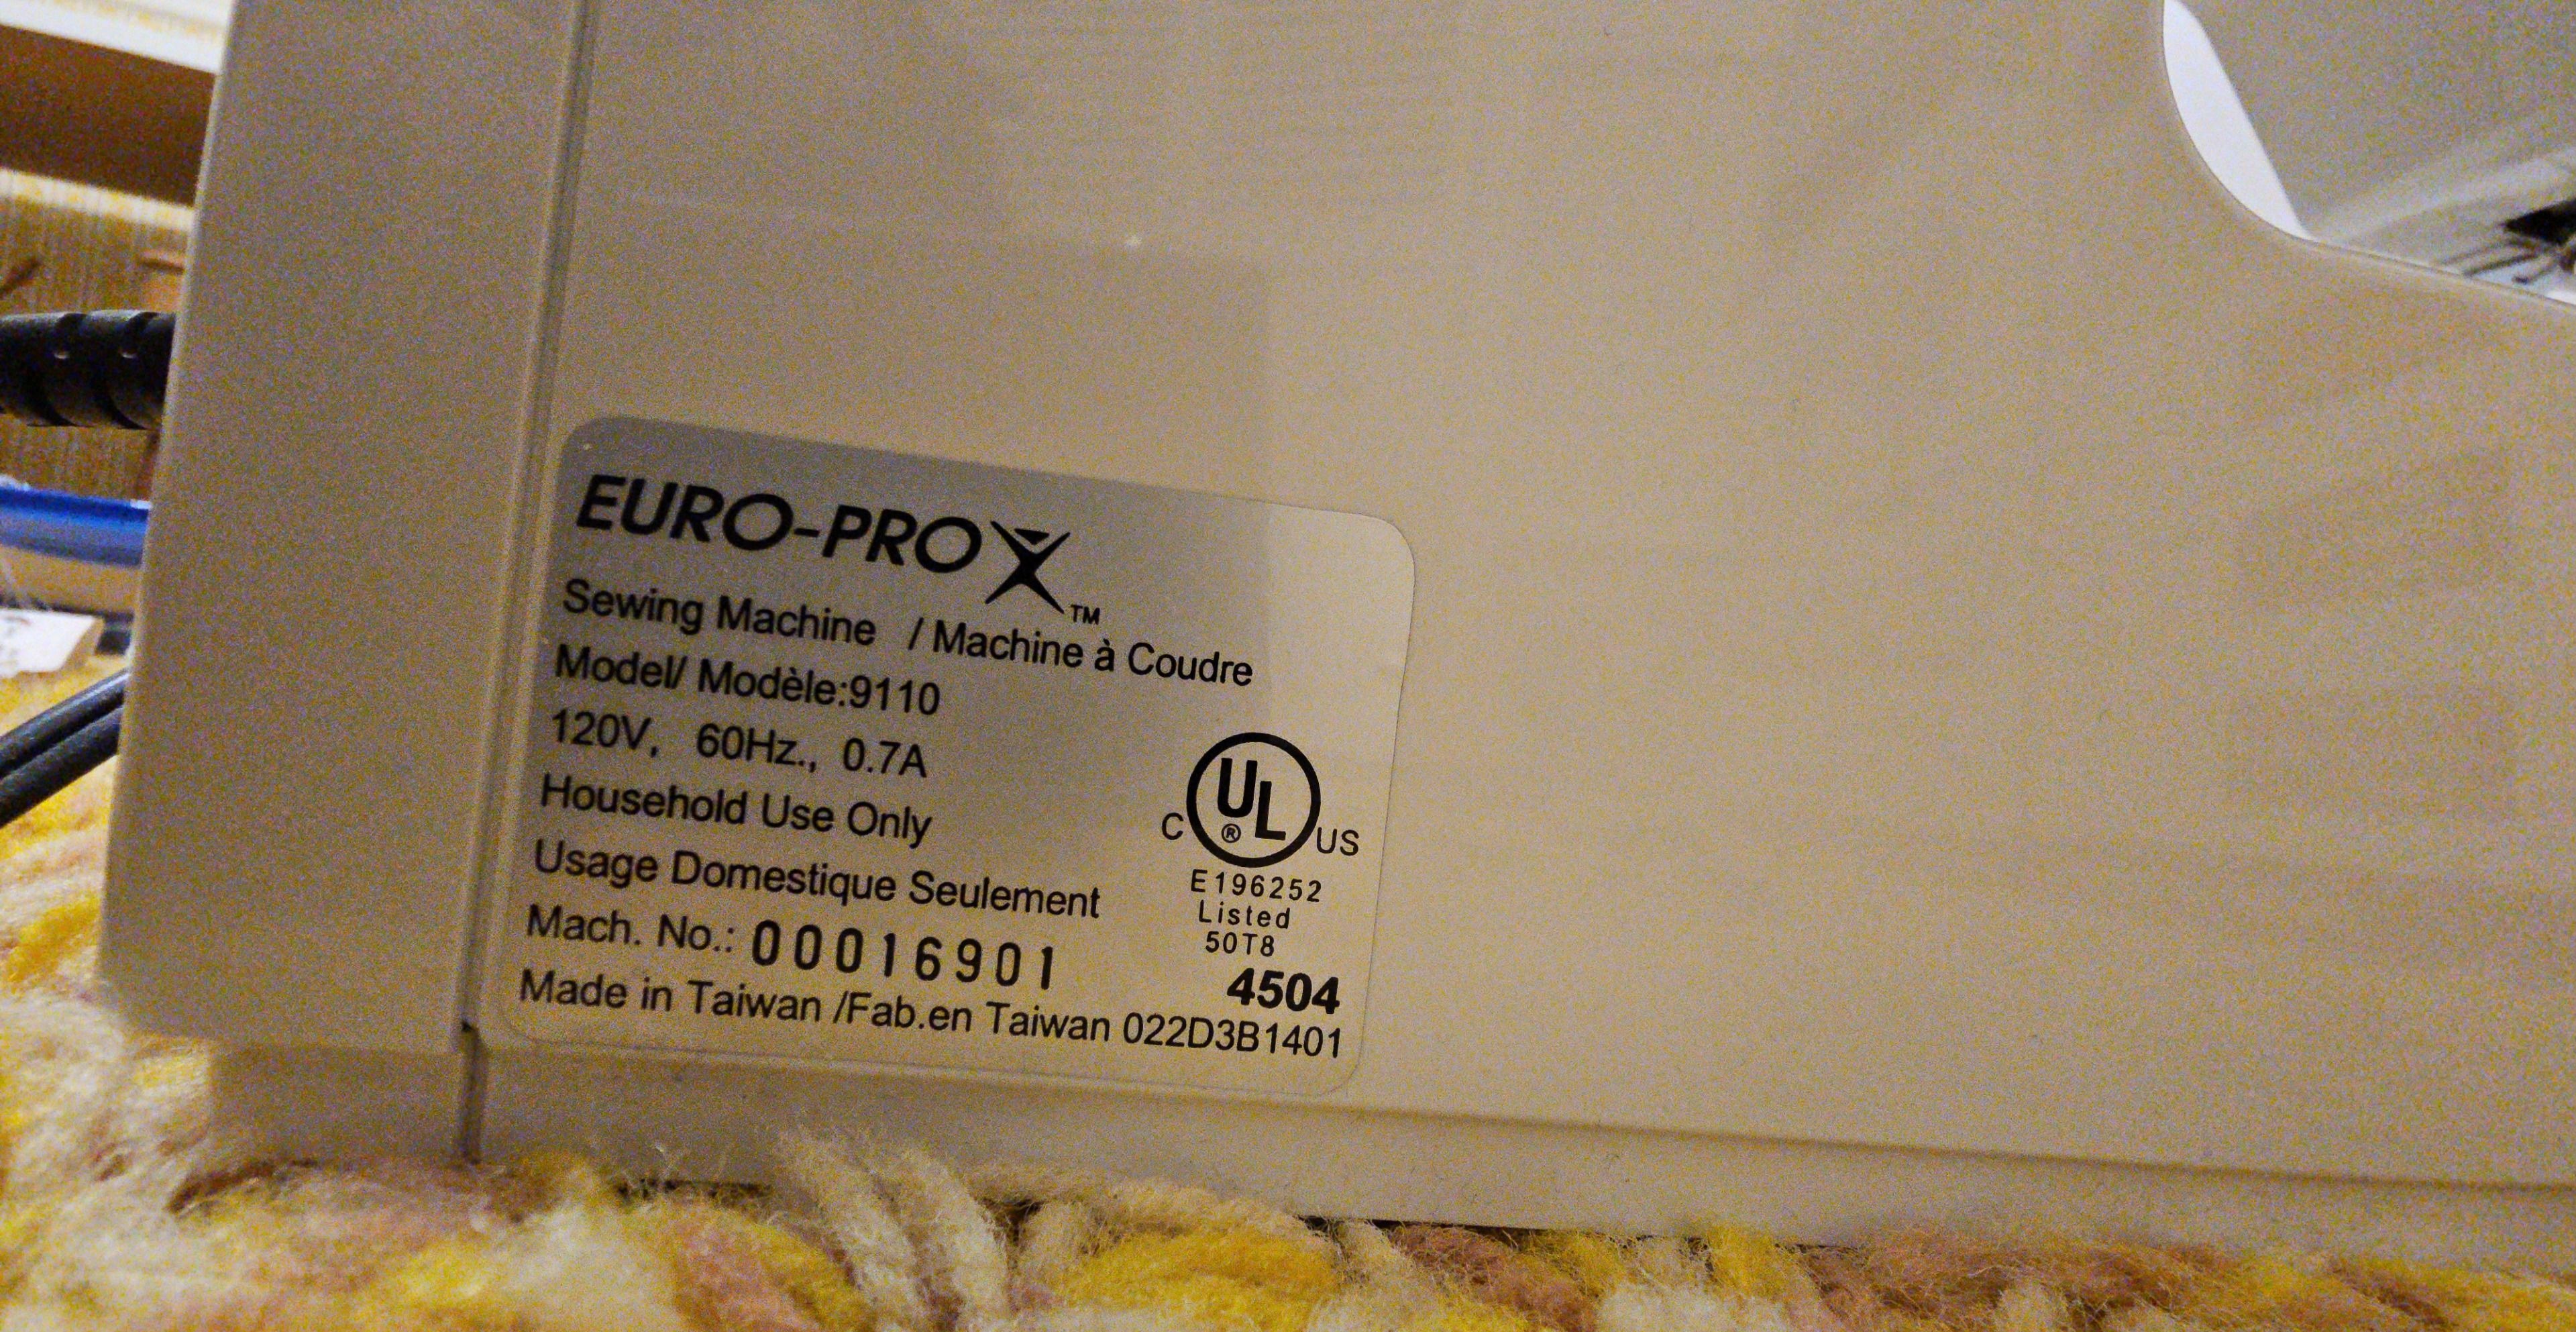 EURO-PRO X™
Sewing Machine / Machine à Coudre
Model/ Modèle:9110
120V, 60Hz., 0.7A
Household Use Only
Usage Domestique Seulement
Mach. No.: 00016901
Made in Taiwan /Fab.en Taiwan 022D3B1401
C UL® US
E196252
Listed
50T8
4504